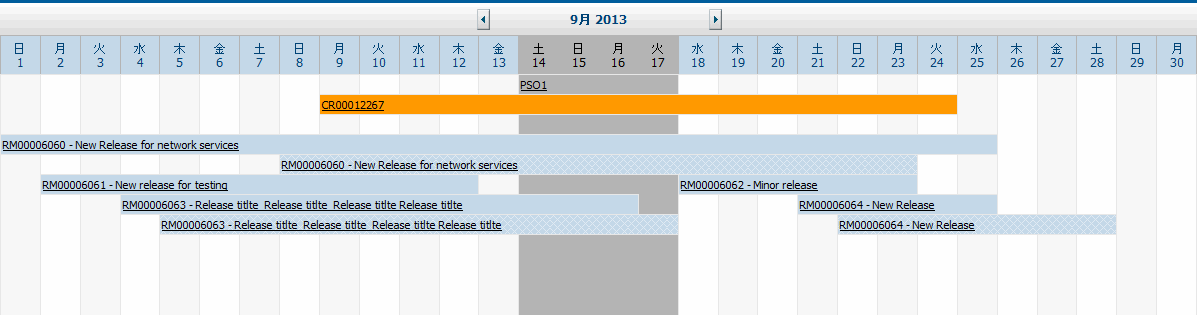 9月 2013
日 月 火 水 木 金 土 日 月 火 水 木 金 土 日 月 火 水 木 金 土 日 月 火 水 木 金 土 日 月
1 2 3 4 5 6 7 8 9 10 11 12 13 14 15 16 17 18 19 20 21 22 23 24 25 26 27 28 29 30
PSO1
CR00012267
RM00006060 - New Release for network services
RM00006060 - New Release for network services
RM00006061 - New release for testing RM00006062 - Minor release
RM00006063 - Release titlte Release titlte Release titlte Release titlte RM00006064 - New Release
RM00006063 - Release titlte Release titlte Release titlte Release titlte RM00006064 - New Release